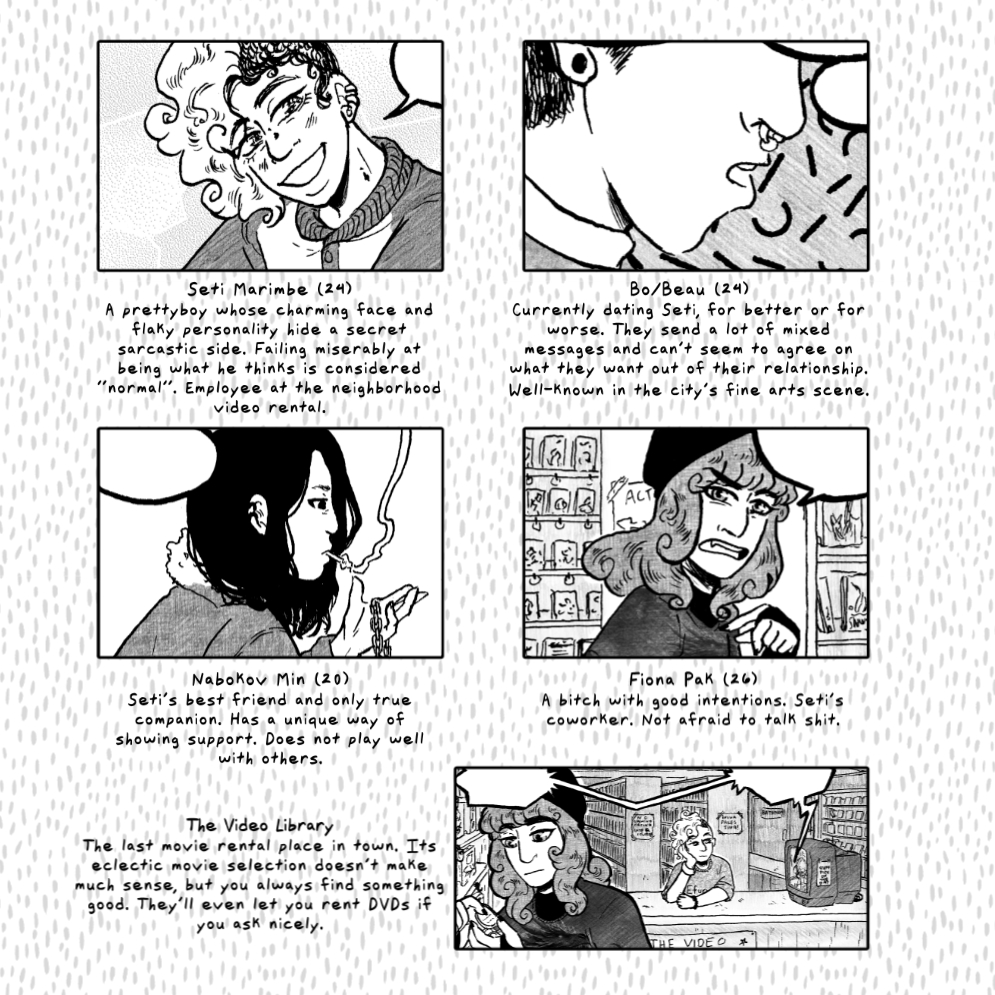 Seti Marimbe (24)
A prettyboy whose charming face and
flaky personality hide a secret
sarcastic side. Failing miserably at
being what he thinks is considered
"normal". Employee at the neighborhood
video rental.
Bo/Beau (24)
Currently dating Seti, for better or for
worse. They send a lot of mixed
messages and can't seem to agree on
what they want out of their relationship.
Well-known in the city's fine arts scene.
ACT
Nabokov Min (20)
Seti's best friend and only true
companion. Has a unique way of
showing support. Does not play well
with others.
Fiona Pak (26)
A bitch with good intentions. Seti's
coworker. Not afraid to talk shit.
The Video Library
The last movie rental place in town. Its
eclectic movie selection doesn't make
much sense, but you always find something
good. They'll even let you rent DVDs if
you ask nicely.
THE VIDEO